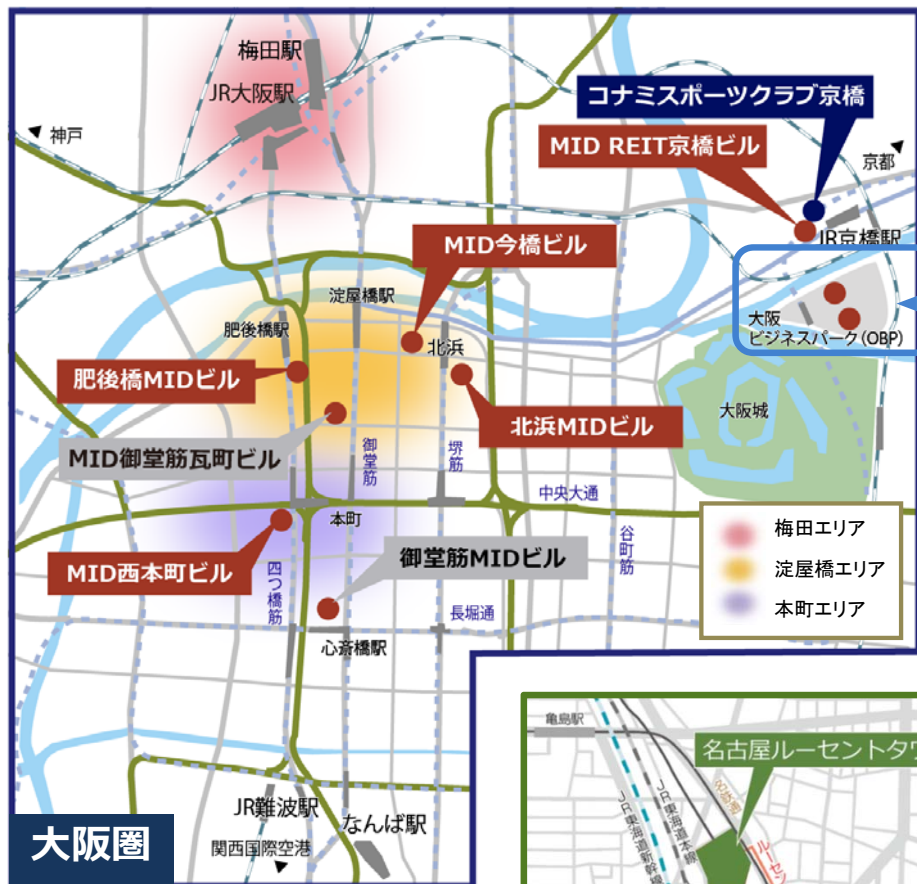 梅田駅
JR大阪駅
神戸
コナミスポーツクラブ京橋
MID REIT京橋ビル
京都
JR京橋駅
MID今橋ビル
淀屋橋駅
肥後橋駅
北浜
大阪
ビジネスパーク(OBP)
肥後橋MIDビル
北浜MIDビル
大阪城
MID御堂筋瓦町ビル
御堂筋
堺筋
中央大通
本町
谷町筋
MID西本町ビル
四つ橋筋
御堂筋MIDビル
長堀通
心斎橋駅
梅田エリア
淀屋橋エリア
本町エリア
JR難波駅
なんば駅
関西国際空港
大阪圏
亀島駅
名古屋ルーセントタワ
名鉄通
JR東海道新幹線
JR東海道本線
ルーセン